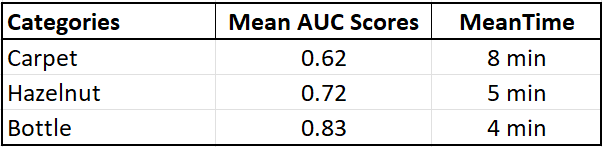 Categories Mean AUC Scores MeanTime
Carpet 0.62 8 min
Hazelnut 0.72 5 min
Bottle 0.83 4 min